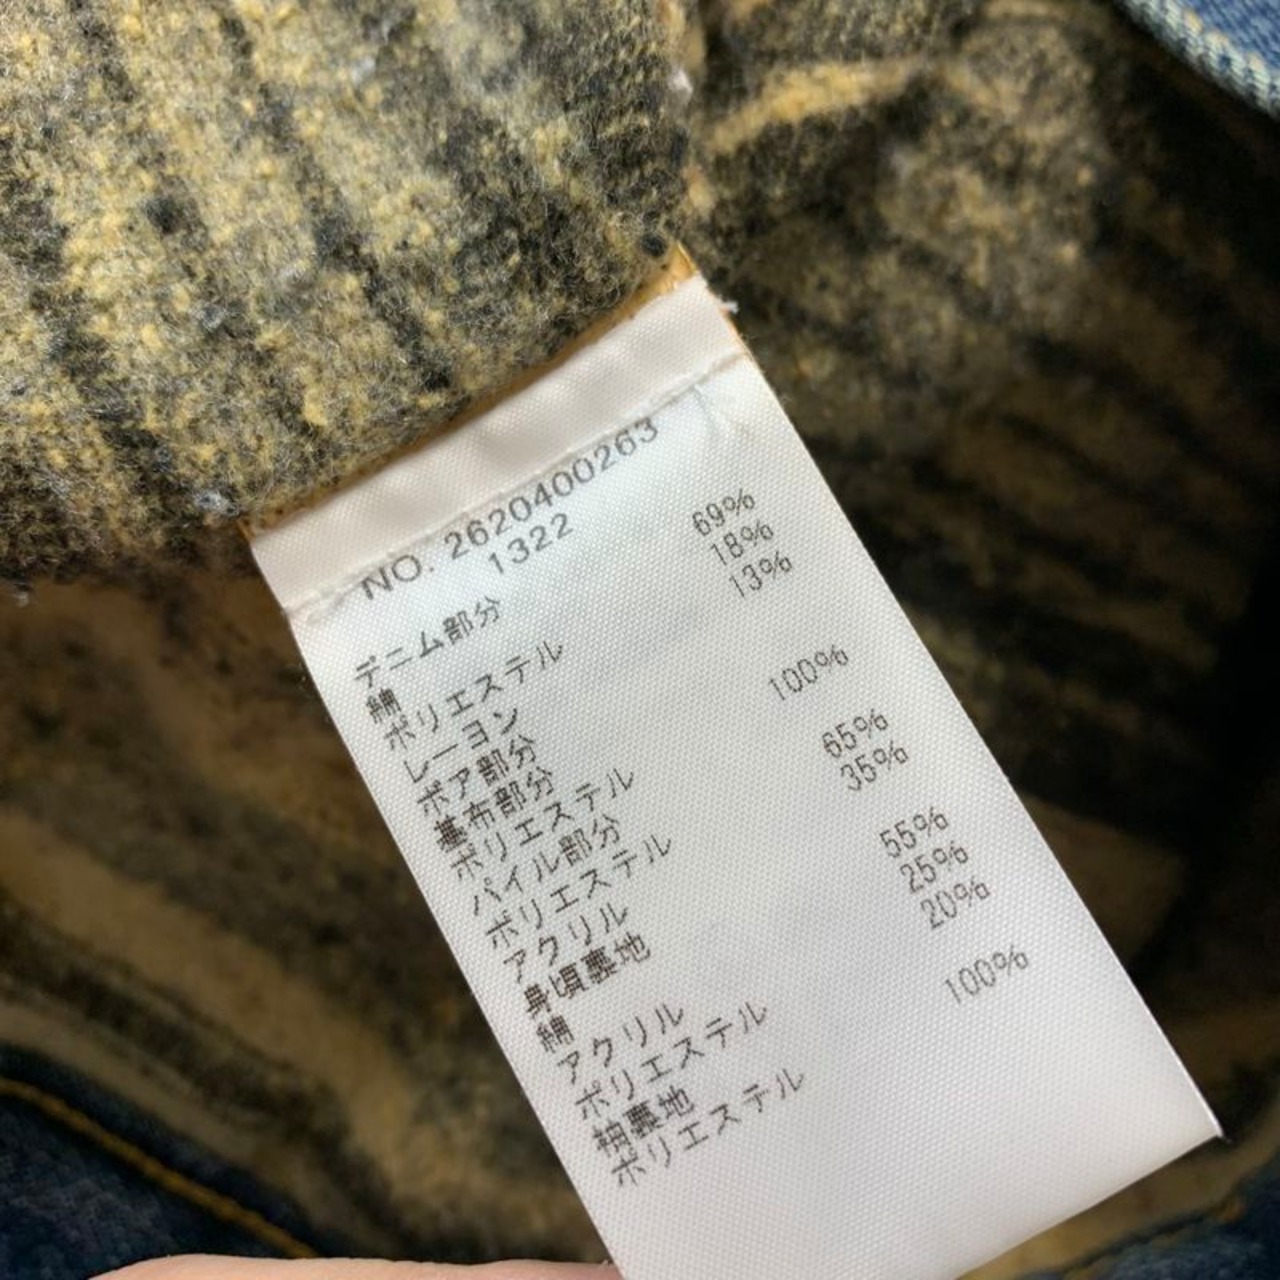 NO. 2620400263
1322
デニム部分
綿 69%
ポリエステル 18%
レーヨン 13%
ボア部分
基布部分
ポリエステル 100%
パイル部分
ポリエステル 65%
アクリル 35%
身頃裏地
綿 55%
アクリル 25%
ポリエステル 20%
袖裏地
ポリエステル 100%